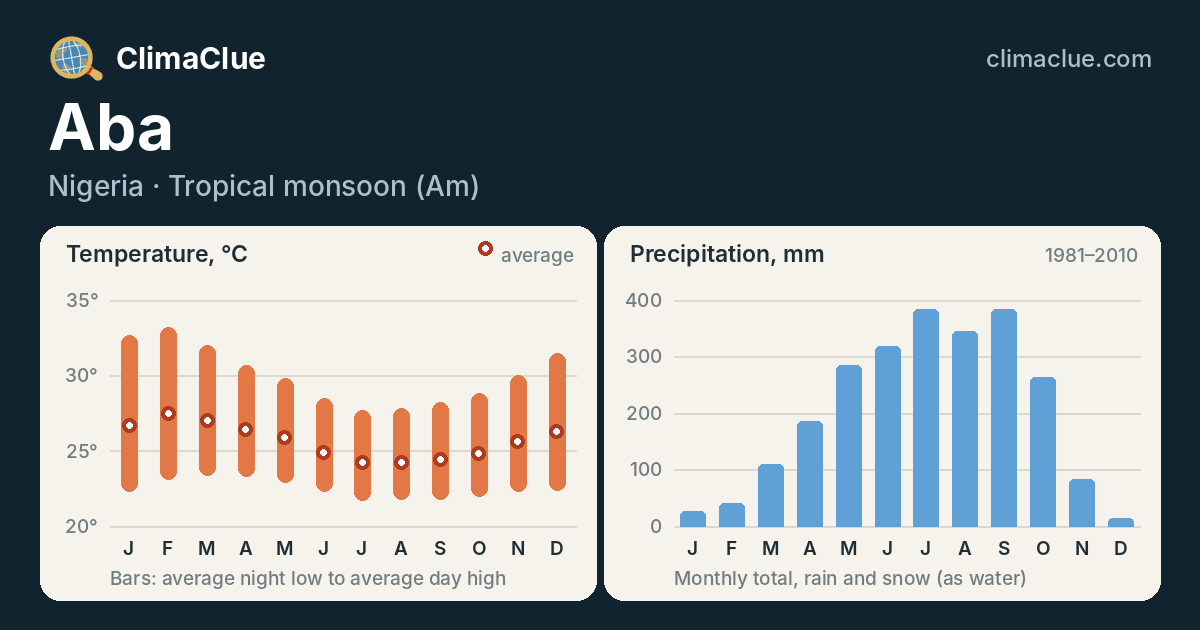 ClimaClue
climaclue.com
Aba
Nigeria · Tropical monsoon (Am)
Temperature, °C
average
35°
30°
25°
20°
J F M A M J J A S O N D
Bars: average night low to average day high
Precipitation, mm
1981–2010
400
300
200
100
0
J F M A M J J A S O N D
Monthly total, rain and snow (as water)